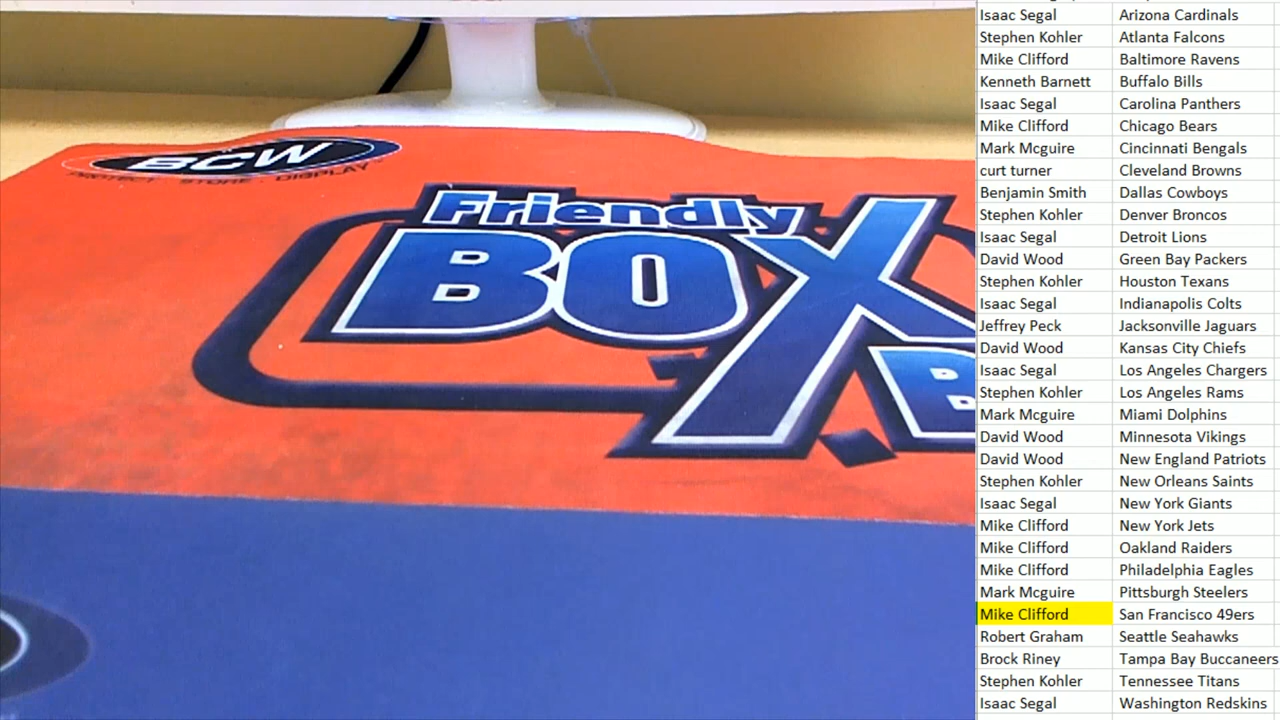 BCW
PROTECT · STORE · DISPLAY
Friendly
BOX
B
Isaac Segal Arizona Cardinals
Stephen Kohler Atlanta Falcons
Mike Clifford Baltimore Ravens
Kenneth Barnett Buffalo Bills
Isaac Segal Carolina Panthers
Mike Clifford Chicago Bears
Mark Mcguire Cincinnati Bengals
curt turner Cleveland Browns
Benjamin Smith Dallas Cowboys
Stephen Kohler Denver Broncos
Isaac Segal Detroit Lions
David Wood Green Bay Packers
Stephen Kohler Houston Texans
Isaac Segal Indianapolis Colts
Jeffrey Peck Jacksonville Jaguars
David Wood Kansas City Chiefs
Isaac Segal Los Angeles Chargers
Stephen Kohler Los Angeles Rams
Mark Mcguire Miami Dolphins
David Wood Minnesota Vikings
David Wood New England Patriots
Stephen Kohler New Orleans Saints
Isaac Segal New York Giants
Mike Clifford New York Jets
Mike Clifford Oakland Raiders
Mike Clifford Philadelphia Eagles
Mark Mcguire Pittsburgh Steelers
Mike Clifford San Francisco 49ers
Robert Graham Seattle Seahawks
Brock Riney Tampa Bay Buccaneers
Stephen Kohler Tennessee Titans
Isaac Segal Washington Redskins